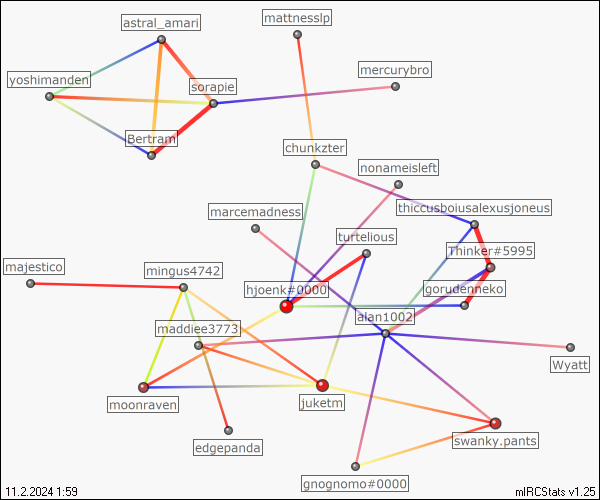 mattnesslp
astral_amari
mercurybro
yoshimanden
sorapie
Bertram
chunkzter
nonameisleft
marcemadness
thiccusboiusalexusjoneus
turtelious
Thinker#5995
majestico
mingus4742
hjoenk#0000
gorudenneko
alan1002
maddiee3773
Wyatt
moonraven
juketm
edgepanda
swanky.pants
gnognomo#0000
11.2.2024 1:59
mIRCStats v1.25